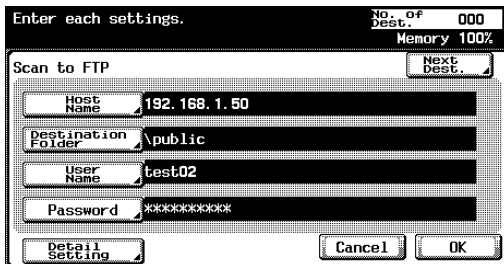 Enter each settings.
No. of Dest. 000
Memory 100%
Scan to FTP
Next Dest.
Host Name 192.168.1.50
Destination Folder \public
User Name test02
Password **********
Detail Setting
Cancel OK